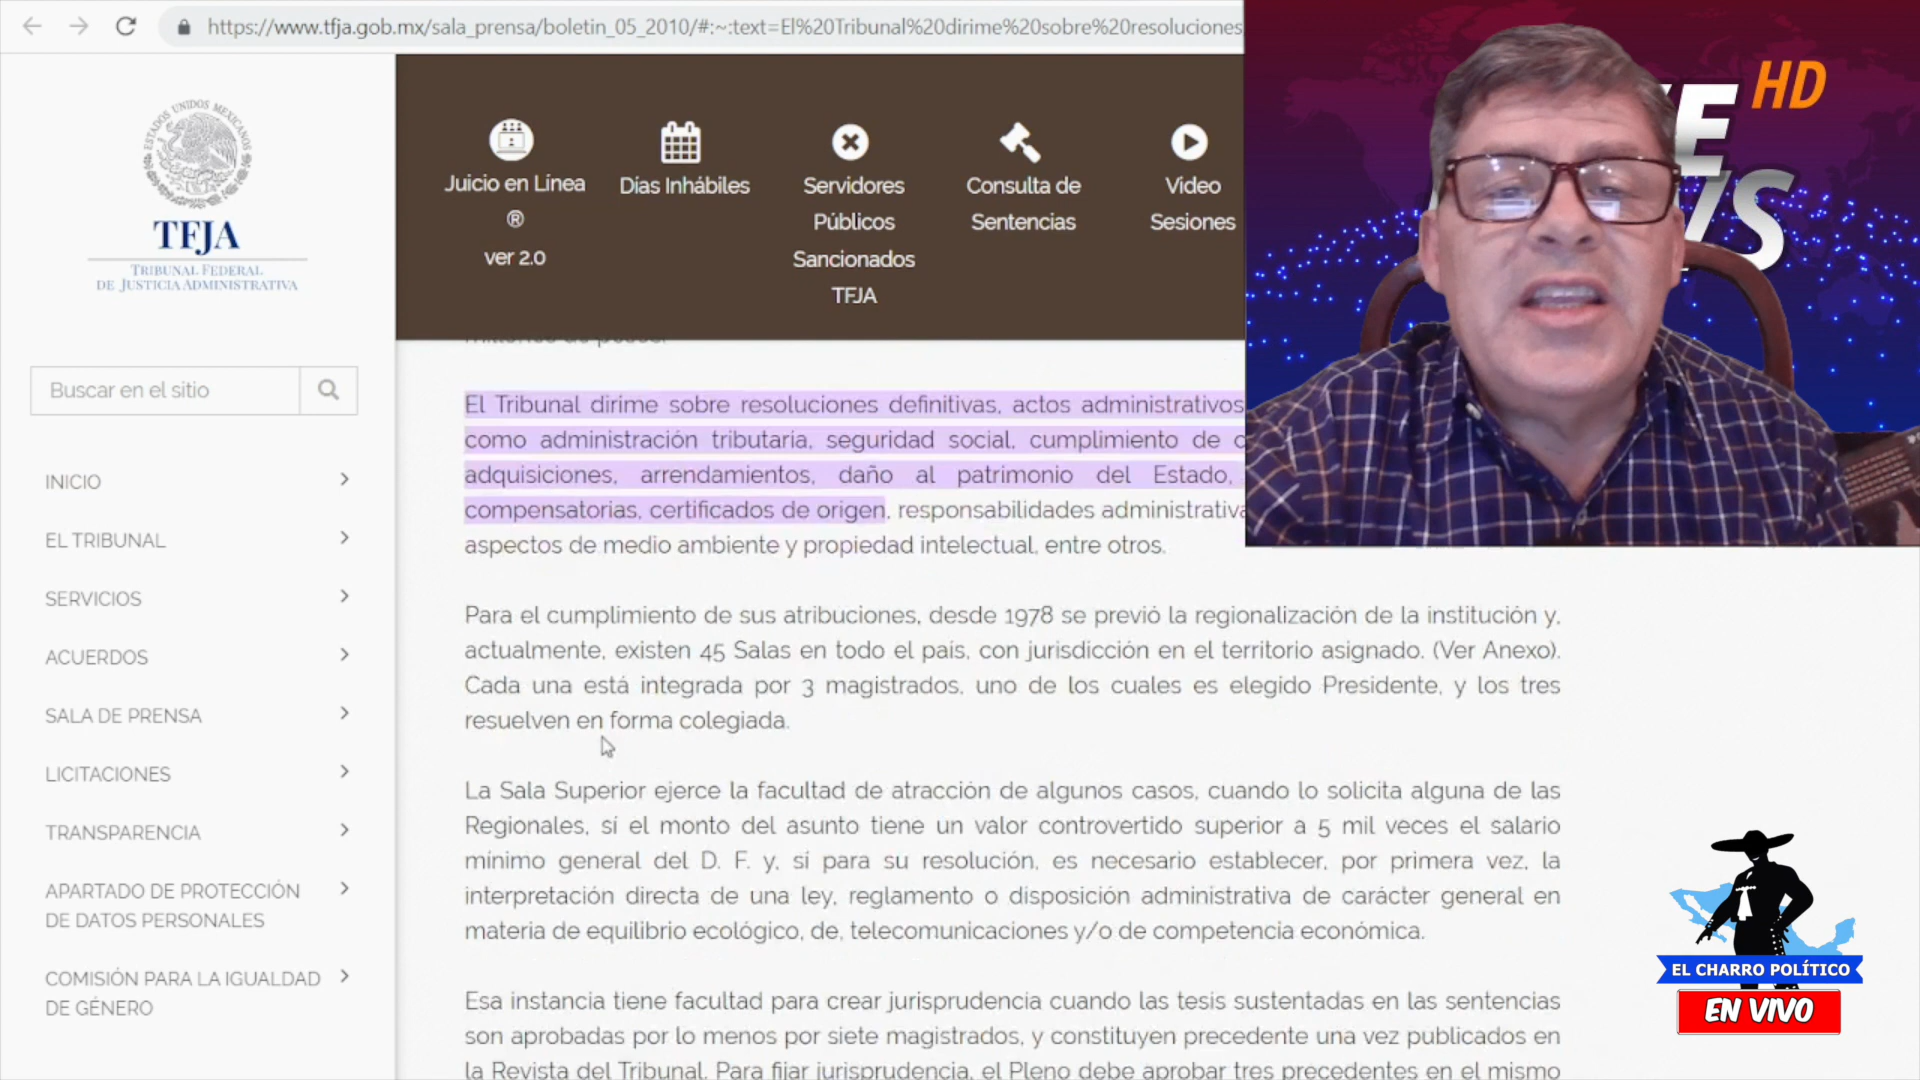 https://www.tfja.gob.mx/sala_prensa/boletin_05_2010/#:~:text=El%20Tribunal%20dirime%20sobre%20resoluciones
HD
ESTADOS UNIDOS MEXICANOS
TFJA
TRIBUNAL FEDERAL
DE JUSTICIA ADMINISTRATIVA
Juicio en Línea
®
ver 2.0
Dias Inhábiles
Servidores
Públicos
Sancionados
TFJA
Consulta de
Sentencias
Video
Sesiones
Buscar en el sitio
INICIO
EL TRIBUNAL
SERVICIOS
ACUERDOS
SALA DE PRENSA
LICITACIONES
TRANSPARENCIA
APARTADO DE PROTECCIÓN
DE DATOS PERSONALES
COMISIÓN PARA LA IGUALDAD
DE GÉNERO
El Tribunal dirime sobre resoluciones definitivas, actos administrativos
como administración tributaria, seguridad social, cumplimiento de
adquisiciones, arrendamientos, daño al patrimonio del Estado,
compensatorias, certificados de origen, responsabilidades administrativa
aspectos de medio ambiente y propiedad intelectual, entre otros.
Para el cumplimiento de sus atribuciones, desde 1978 se previó la regionalización de la institución y,
actualmente, existen 45 Salas en todo el país, con jurisdicción en el territorio asignado. (Ver Anexo).
Cada una está integrada por 3 magistrados, uno de los cuales es elegido Presidente, y los tres
resuelven en forma colegiada.
La Sala Superior ejerce la facultad de atracción de algunos casos, cuando lo solicita alguna de las
Regionales, sí el monto del asunto tiene un valor controvertido superior a 5 mil veces el salario
mínimo general del D. F. y, sí para su resolución, es necesario establecer, por primera vez, la
interpretación directa de una ley, reglamento o disposición administrativa de carácter general en
materia de equilibrio ecológico, de, telecomunicaciones y/o de competencia económica.
Esa instancia tiene facultad para crear jurisprudencia cuando las tesis sustentadas en las sentencias
son aprobadas por lo menos por siete magistrados, y constituyen precedente una vez publicados en
la Revista del Tribunal. Para fijar jurisprudencia, el Pleno debe aprobar tres precedentes en el mismo
EL CHARRO POLÍTICO
EN VIVO